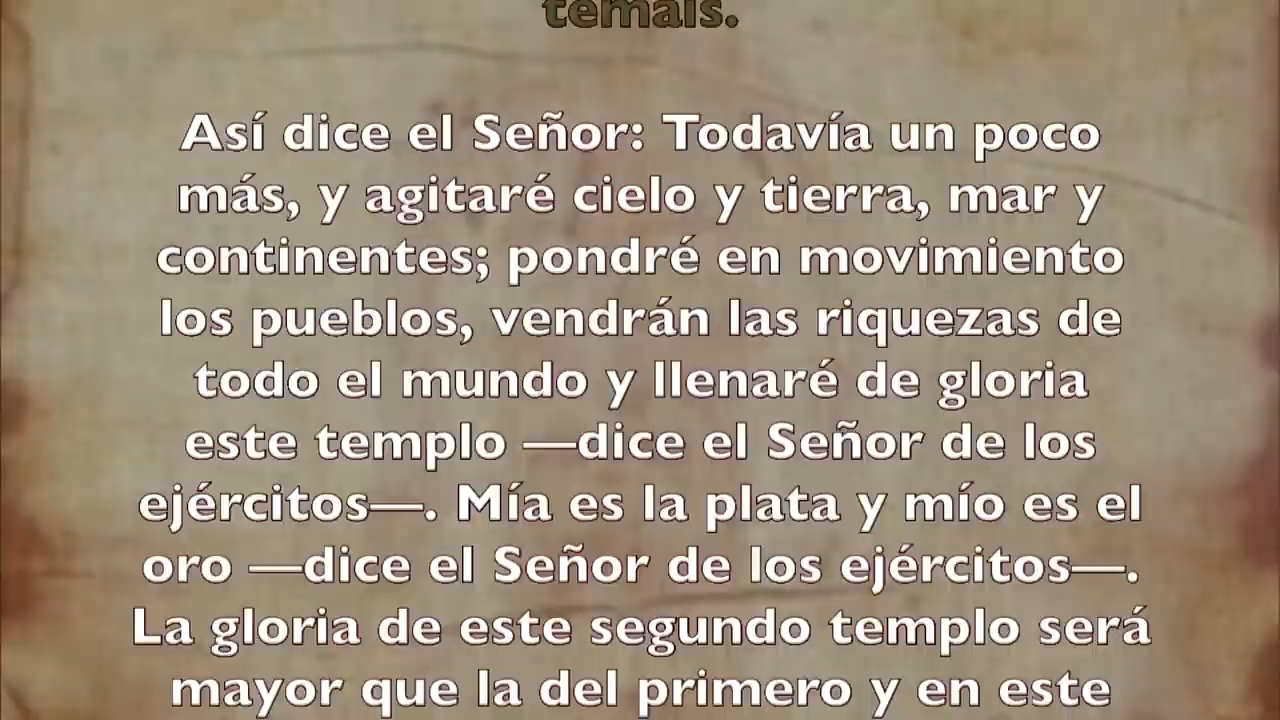 temáis.
Así dice el Señor: Todavía un poco
más, y agitaré cielo y tierra, mar y
continentes; pondré en movimiento
los pueblos, vendrán las riquezas de
todo el mundo y llenaré de gloria
este templo —dice el Señor de los
ejércitos—. Mía es la plata y mío es el
oro —dice el Señor de los ejércitos—.
La gloria de este segundo templo será
mayor que la del primero y en este